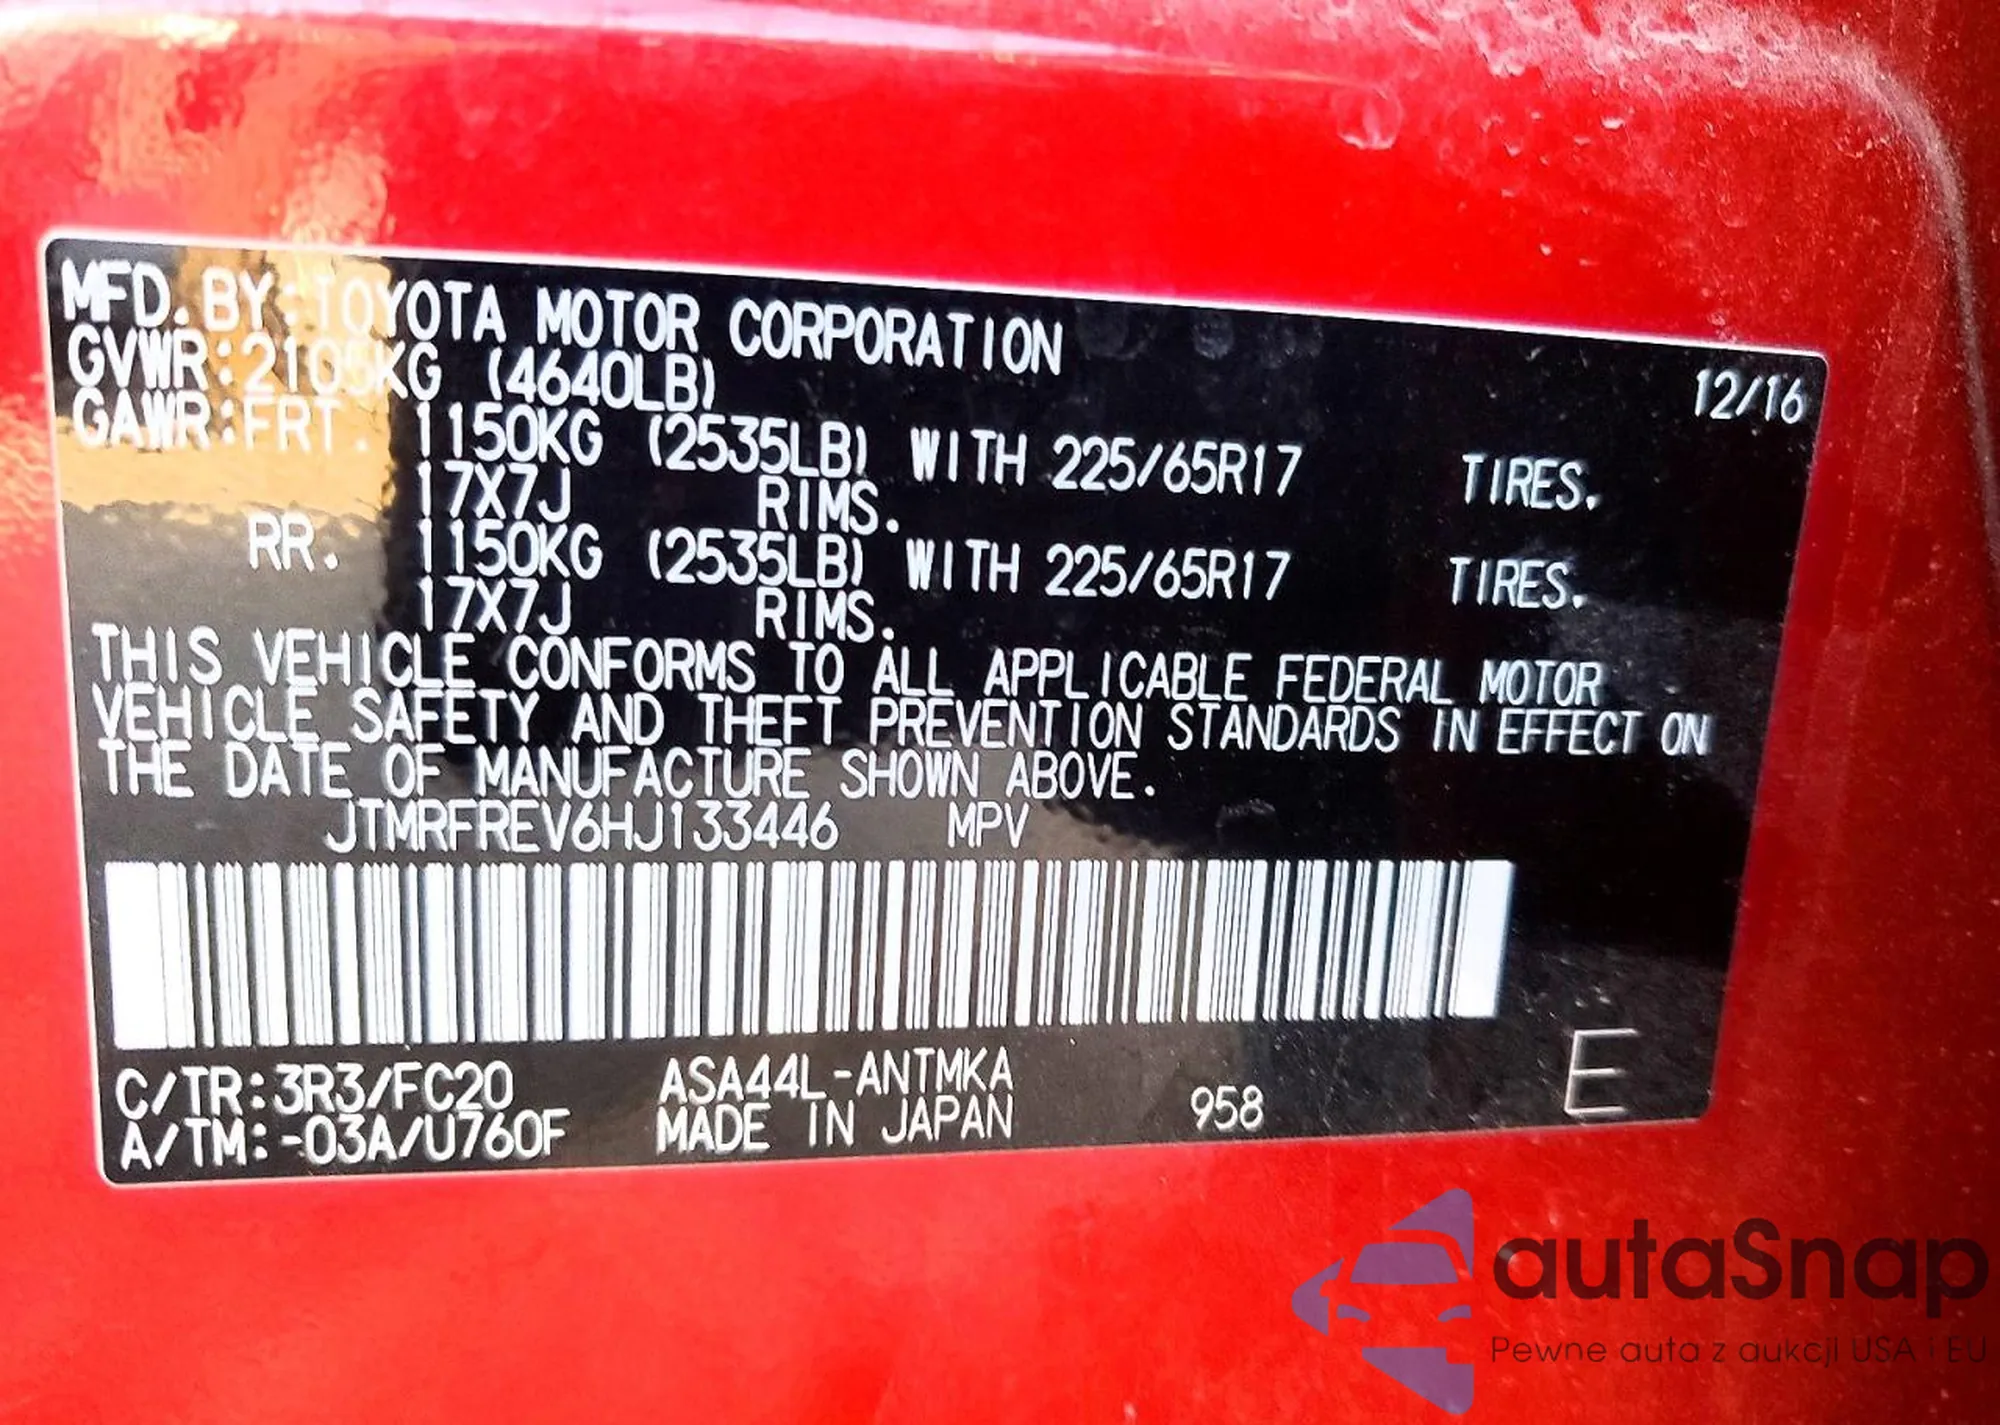 MFD. BY: TOYOTA MOTOR CORPORATION 12/16
GVWR: 2105KG (4640LB)
GAWR: FRT. 1150KG (2535LB) WITH 225/65R17 TIRES.
17X7J RIMS.
RR. 1150KG (2535LB) WITH 225/65R17 TIRES.
17X7J RIMS.
THIS VEHICLE CONFORMS TO ALL APPLICABLE FEDERAL MOTOR
VEHICLE SAFETY AND THEFT PREVENTION STANDARDS IN EFFECT ON
THE DATE OF MANUFACTURE SHOWN ABOVE.
JTMRFREV6HJ133446 MPV
C/TR: 3R3/FC20 ASA44L-ANTMKA
A/TM: -03A/U760F MADE IN JAPAN 958 E
autaSnap
Pewne auta z aukcji USA i EU